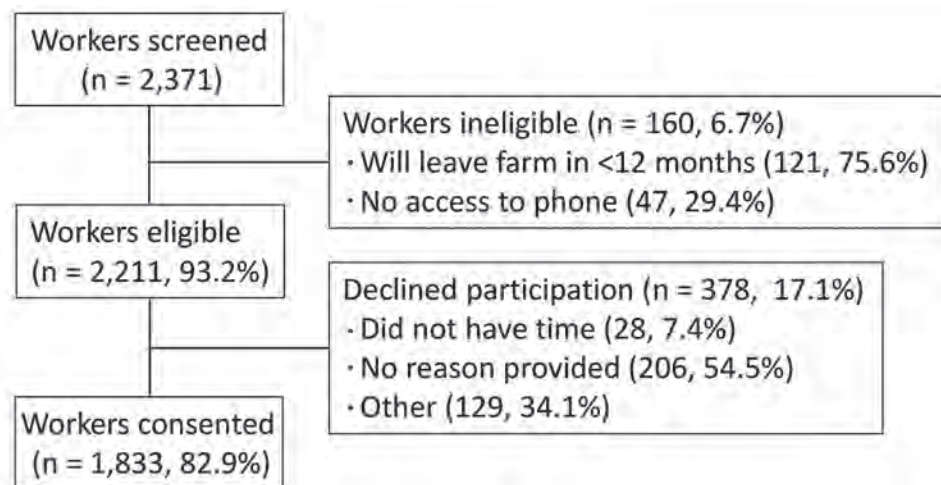 Workers screened
(n = 2,371)
Workers ineligible (n = 160, 6.7%)
· Will leave farm in <12 months (121, 75.6%)
· No access to phone (47, 29.4%)
Workers eligible
(n = 2,211, 93.2%)
Declined participation (n = 378, 17.1%)
· Did not have time (28, 7.4%)
· No reason provided (206, 54.5%)
· Other (129, 34.1%)
Workers consented
(n = 1,833, 82.9%)